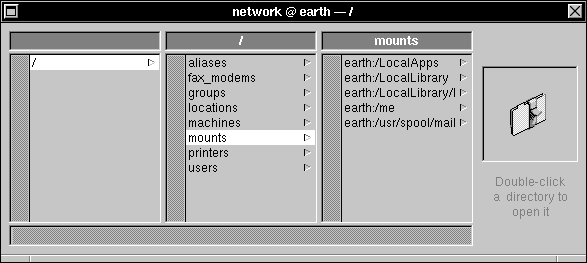 network @ earth — /
/
mounts
/
aliases
fax_modems
groups
locations
machines
mounts
printers
users
earth:/LocalApps
earth:/LocalLibrary
earth:/LocalLibrary/I
earth:/me
earth:/usr/spool/mail
Double-click
a directory to
open it